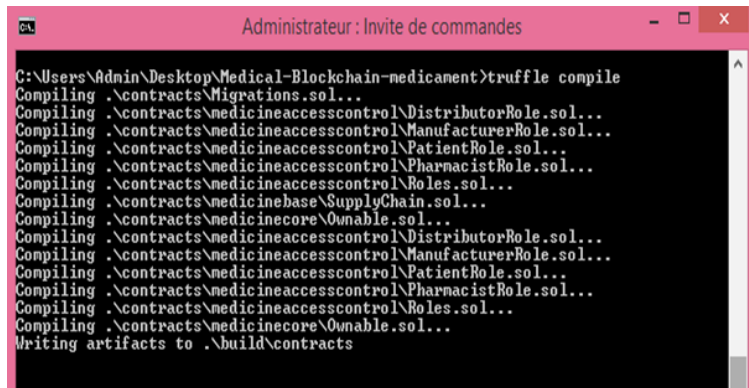 Administrateur : Invite de commandes
C:\Users\Admin\Desktop\Medical-Blockchain-medicament>truffle compile
Compiling .\contracts\Migrations.sol...
Compiling .\contracts\medicineaccesscontrol\DistributorRole.sol...
Compiling .\contracts\medicineaccesscontrol\ManufacturerRole.sol...
Compiling .\contracts\medicineaccesscontrol\PatientRole.sol...
Compiling .\contracts\medicineaccesscontrol\PharmacistRole.sol...
Compiling .\contracts\medicineaccesscontrol\Roles.sol...
Compiling .\contracts\medicinebase\SupplyChain.sol...
Compiling .\contracts\medicinecore\Ownable.sol...
Compiling .\contracts\medicineaccesscontrol\DistributorRole.sol...
Compiling .\contracts\medicineaccesscontrol\ManufacturerRole.sol...
Compiling .\contracts\medicineaccesscontrol\PatientRole.sol...
Compiling .\contracts\medicineaccesscontrol\PharmacistRole.sol...
Compiling .\contracts\medicineaccesscontrol\Roles.sol...
Compiling .\contracts\medicinecore\Ownable.sol...
Writing artifacts to .\build\contracts